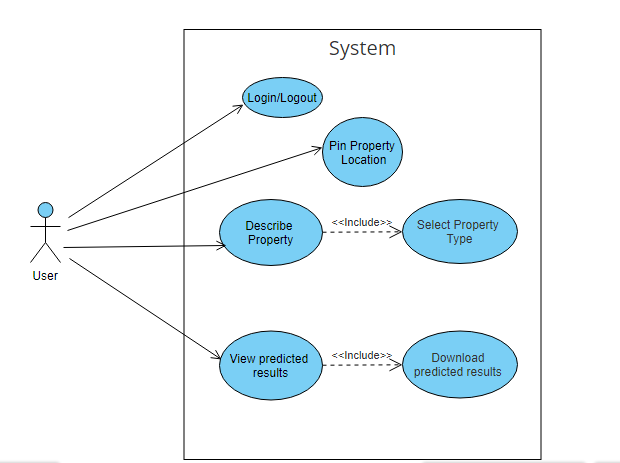 System
Login/Logout
Pin Property
Location
Describe
Property
<<Include>>
Select Property
Type
User
View predicted
results
<<Include>>
Download
predicted results